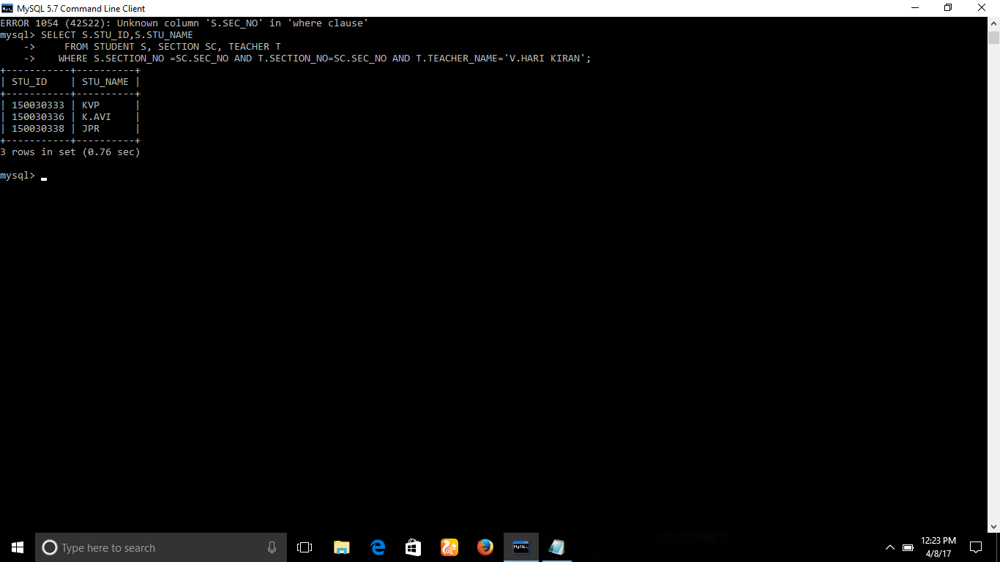 MySQL 5.7 Command Line Client
ERROR 1054 (42S22): Unknown column 'S.SEC_NO' in 'where clause'
mysql> SELECT S.STU_ID,S.STU_NAME
    ->     FROM STUDENT S, SECTION SC, TEACHER T
    ->    WHERE S.SECTION_NO =SC.SEC_NO AND T.SECTION_NO=SC.SEC_NO AND T.TEACHER_NAME='V.HARI KIRAN';
+-----------+----------+
| STU_ID    | STU_NAME |
+-----------+----------+
| 150030333 | KVP      |
| 150030336 | K.AVI    |
| 150030338 | JPR      |
+-----------+----------+
3 rows in set (0.76 sec)
mysql> _
Type here to search
12:23 PM
4/8/17